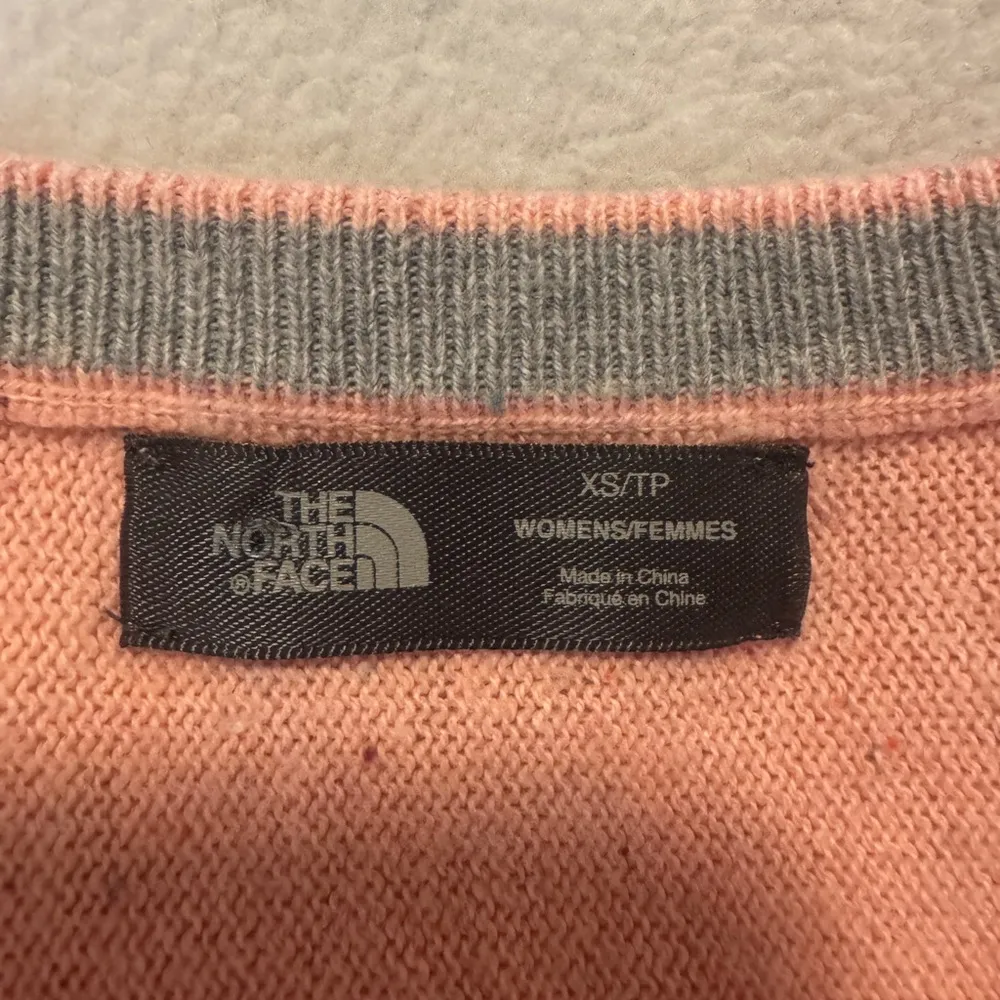 THE
NORTH
®FACE
XS/TP
WOMENS/FEMMES
Made in China
Fabriqué en Chine